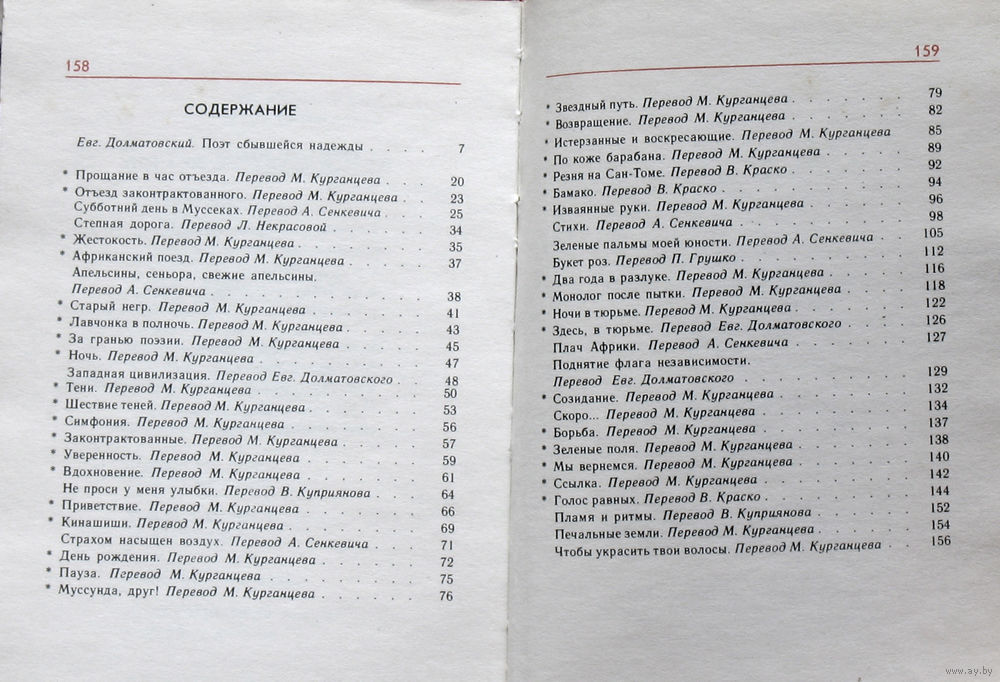 158
СОДЕРЖАНИЕ
Евг. Долматовский. Поэт сбывшейся надежды . . . . 7
* Прощание в час отъезда. Перевод М. Курганцева . . . 20
* Отъезд законтрактованного. Перевод М. Курганцева . . 23
Субботний день в Муссеках. Перевод А. Сенкевича . . . 25
Степная дорога. Перевод Л. Некрасовой . . . . 34
* Жестокость. Перевод М. Курганцева . . . . . 35
* Африканский поезд. Перевод М. Курганцева . . . . 37
Апельсины, сеньора, свежие апельсины.
Перевод А. Сенкевича . . . . . . . . . 38
* Старый негр. Перевод М. Курганцева . . . . . 41
* Лавчонка в полночь. Перевод М. Курганцева . . . . 43
* За гранью поэзии. Перевод М. Курганцева . . . . 45
* Ночь. Перевод М. Курганцева . . . . . . 47
Западная цивилизация. Перевод Евг. Долматовского . . 48
* Тени. Перевод М. Курганцева . . . . . . . 50
* Шествие теней. Перевод М. Курганцева . . . . . 53
* Симфония. Перевод М. Курганцева . . . . . 56
* Законтрактованные. Перевод М. Курганцева . . . . 57
* Уверенность. Перевод М. Курганцева . . . . . 59
* Вдохновение. Перевод М. Курганцева . . . . . 61
Не проси у меня улыбки. Перевод В. Куприянова . . . 64
* Приветствие. Перевод М. Курганцева . . . . . 66
* Кинашиши. Перевод М. Курганцева . . . . . 69
Страхом насыщен воздух. Перевод А. Сенкевича . . . 71
* День рождения. Перевод М. Курганцева . . . . . 72
* Пауза. Перевод М. Курганцева . . . . . . 75
* Муссунда, друг! Перевод М. Курганцева . . . . . 76
159
* Звездный путь. Перевод М. Курганцева . . . . . 79
* Возвращение. Перевод М. Курганцева . . . . . 82
* Истерзанные и воскресающие. Перевод М. Курганцева 85
* По коже барабана. Перевод М. Курганцева . . . . 89
* Резня на Сан-Томе. Перевод В. Краско . . . . . 92
* Бамако. Перевод В. Краско . . . . . . . 94
* Изваянные руки. Перевод М. Курганцева . . . . 96
Стихи. Перевод А. Сенкевича . . . . . . . 98
Зеленые пальмы моей юности. Перевод А. Сенкевича . . 105
Букет роз. Перевод П. Грушко . . . . . . 112
* Два года в разлуке. Перевод М. Курганцева . . . . 116
* Монолог после пытки. Перевод М. Курганцева . . . 118
* Ночи в тюрьме. Перевод М. Курганцева . . . . . 122
* Здесь, в тюрьме. Перевод Евг. Долматовского . . . 126
Плач Африки. Перевод А. Сенкевича . . . . . 127
Поднятие флага независимости.
Перевод Евг. Долматовского . . . . . . . 129
* Созидание. Перевод М. Курганцева . . . . . . 132
Скоро... Перевод М. Курганцева . . . . . . 134
* Борьба. Перевод М. Курганцева . . . . . . 137
* Зеленые поля. Перевод М. Курганцева . . . . . 138
* Мы вернемся. Перевод М. Курганцева . . . . . 140
* Ссылка. Перевод М. Курганцева . . . . . . 142
* Голос равных. Перевод В. Краско . . . . . . 144
Пламя и ритмы. Перевод В. Куприянова . . . . 152
Печальные земли. Перевод М. Курганцева . . . . 154
Чтобы украсить твои волосы. Перевод М. Курганцева . . 156
www.ay.by